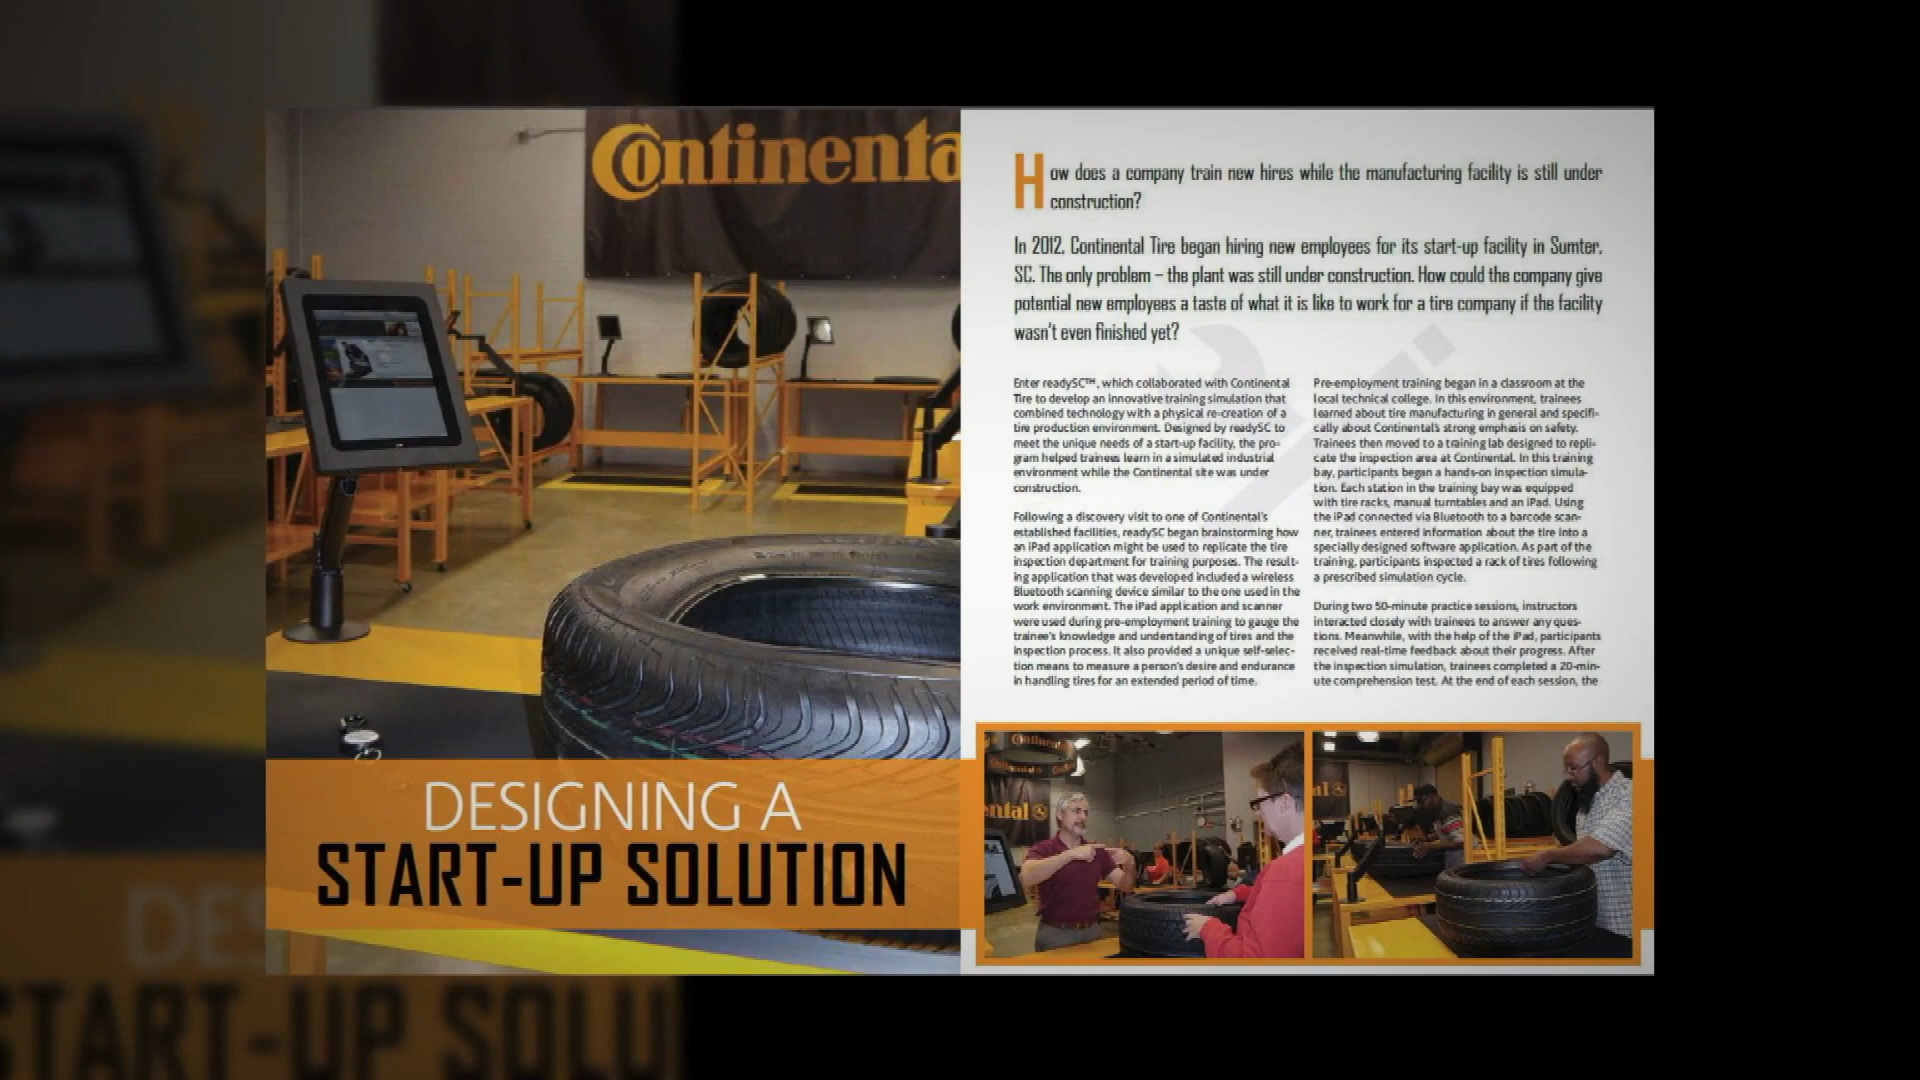 Continenta
DESIGNING A
START-UP SOLUTION
How does a company train new hires while the manufacturing facility is still under
construction?
In 2012, Continental Tire began hiring new employees for its start-up facility in Sumter,
SC. The only problem – the plant was still under construction. How could the company give
potential new employees a taste of what it is like to work for a tire company if the facility
wasn't even finished yet?
Enter readySC™, which collaborated with Continental
Tire to develop an innovative training simulation that
combined technology with a physical re-creation of a
tire production environment. Designed by readySC to
meet the unique needs of a start-up facility, the pro-
gram helped trainees learn in a simulated industrial
environment while the Continental site was under
construction.
Following a discovery visit to one of Continental's
established facilities, readySC began brainstorming how
an iPad application might be used to replicate the tire
inspection department for training purposes. The result-
ing application that was developed included a wireless
Bluetooth scanning device similar to the one used in the
work environment. The iPad application and scanner
were used during pre-employment training to gauge the
trainee's knowledge and understanding of tires and the
inspection process. It also provided a unique self-selec-
tion means to measure a person's desire and endurance
in handling tires for an extended period of time.
Pre-employment training began in a classroom at the
local technical college. In this environment, trainees
learned about tire manufacturing in general and specifi-
cally about Continental's strong emphasis on safety.
Trainees then moved to a training lab designed to repli-
cate the inspection area at Continental. In this training
bay, participants began a hands-on inspection simula-
tion. Each station in the training bay was equipped
with tire racks, manual turntables and an iPad. Using
the iPad connected via Bluetooth to a barcode scan-
ner, trainees entered information about the tire into a
specially designed software application. As part of the
training, participants inspected a rack of tires following
a prescribed simulation cycle.
During two 50-minute practice sessions, instructors
interacted closely with trainees to answer any ques-
tions. Meanwhile, with the help of the iPad, participants
received real-time feedback about their progress. After
the inspection simulation, trainees completed a 20-min-
ute comprehension test. At the end of each session, the
Continen
Continental
ental
al
DES
START-UP SOLU